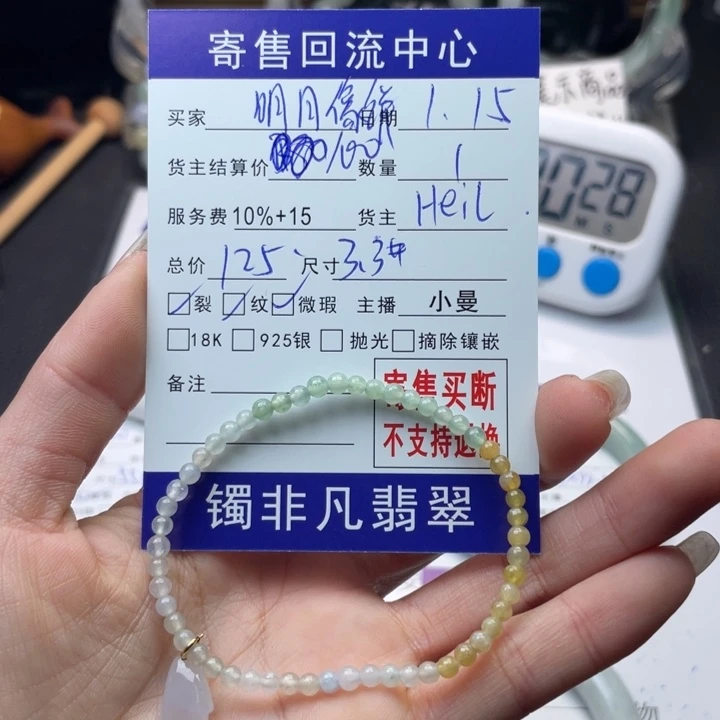 寄售回流中心
买家 明月 日期 1.15
货主结算价 100 数量 1
服务费 10%+15 货主 HeiL
总价 125 尺寸 3.3#
裂 纹 微瑕 主播 小曼
18K 925银 抛光 摘除镶嵌
备注
寄售买断
不支持退换
镯非凡翡翠
028
M S